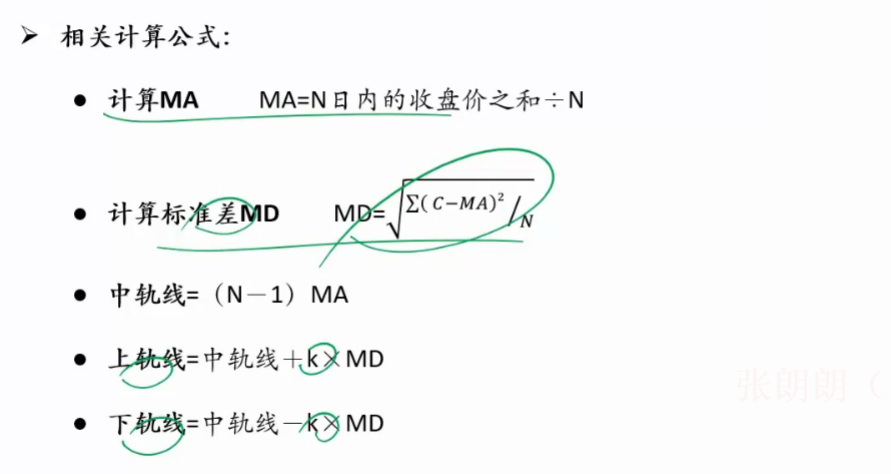 ➢ 相关计算公式:
● 计算MA MA=N日内的收盘价之和÷N
● 计算标准差MD MD=√∑(C−MA)²/N
● 中轨线=（N－1）MA
● 上轨线=中轨线＋k×MD
● 下轨线=中轨线－k×MD
张朗朗（